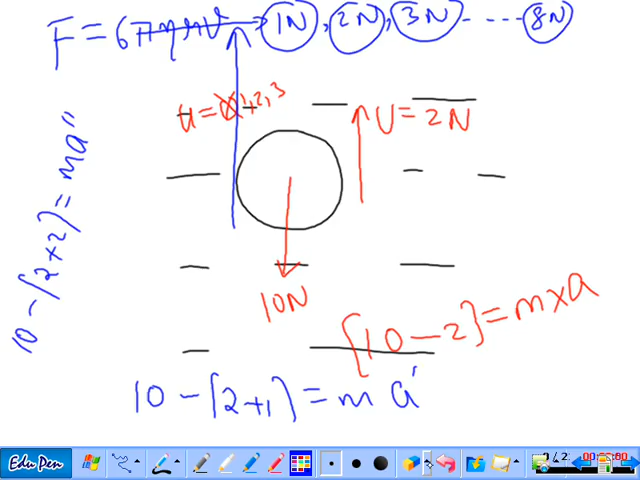 F = 6πηrv → 1N, 2N, 3N ---- 8N
u = 0 1, 2, 3
U = 2N
10N
[10 - 2] = m×a
10 - [2+1] = m a'
10 - [2+2] = ma"
Edu Pen